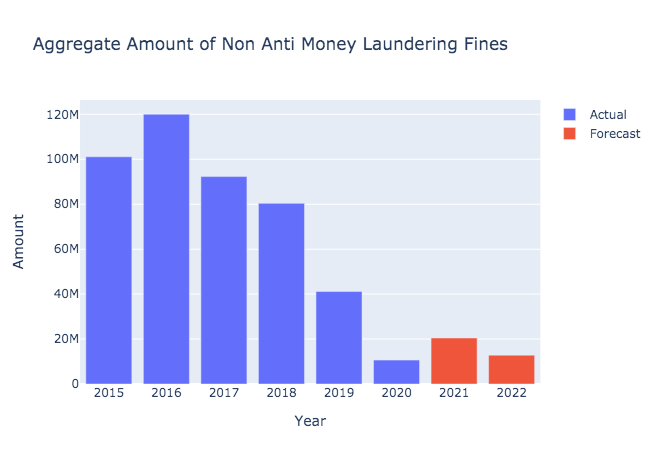 Aggregate Amount of Non Anti Money Laundering Fines
Actual
Forecast
120M
100M
80M
60M
40M
20M
0
Amount
2015 2016 2017 2018 2019 2020 2021 2022
Year